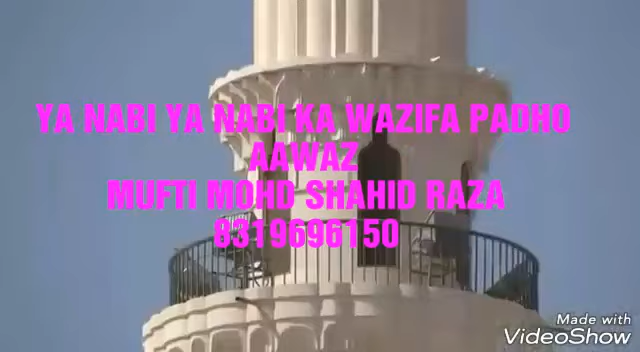 YA NABI YA NABI KA WAZIFA PADHO
AAWAZ
MUFTI MOHD SHAHID RAZA
8319696150
Made with
VideoShow